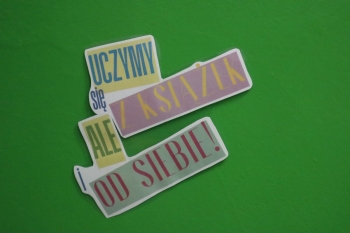 UCZYMY
się
Z KSIĄŻEK
ALE
i
OD SIEBIE!